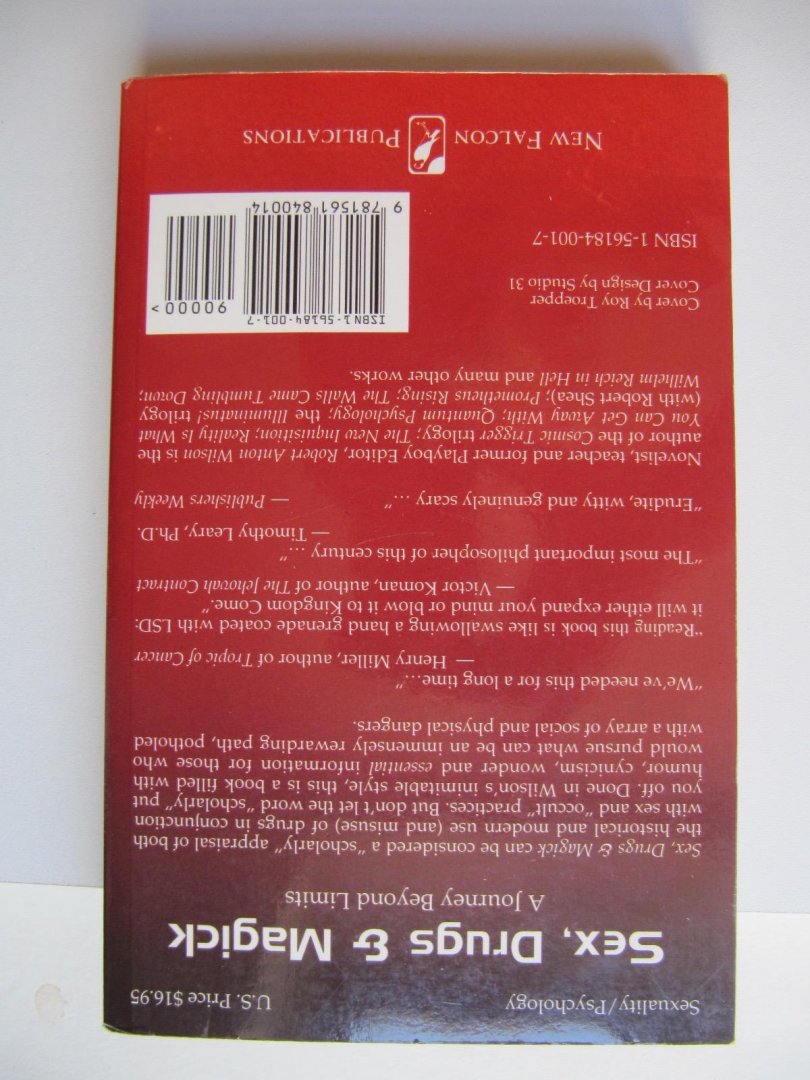 Sexuality/Psychology U.S. Price $16.95
Sex, Drugs & Magick
A Journey Beyond Limits
Sex, Drugs & Magick can be considered a "scholarly" appraisal of both
the historical and modern use (and misuse) of drugs in conjunction
with sex and "occult" practices. But don't let the word "scholarly" put
you off. Done in Wilson's inimitable style, this is a book filled with
humor, cynicism, wonder and essential information for those who
would pursue what can be an immensely rewarding path, potholed
with a array of social and physical dangers.
"We've needed this for a long time…"
— Henry Miller, author of Tropic of Cancer
"Reading this book is like swallowing a hand grenade coated with LSD:
it will either expand your mind or blow it to Kingdom Come."
— Victor Koman, author of The Jehovah Contract
"The most important philosopher of this century …"
— Timothy Leary, Ph.D.
"Erudite, witty and genuinely scary …" — Publishers Weekly
Novelist, teacher and former Playboy Editor, Robert Anton Wilson is the
author of the Cosmic Trigger trilogy; The New Inquisition; Reality Is What
You Can Get Away With; Quantum Psychology; the Illuminatus! trilogy
(with Robert Shea); Prometheus Rising; The Walls Came Tumbling Down;
Wilhelm Reich in Hell and many other works.
Cover by Roy Troepper
Cover Design by Studio 31
ISBN 1-56184-001-7
ISBN 1-56184-001-7
90000>
9 781561 840014
NEW FALCON PUBLICATIONS